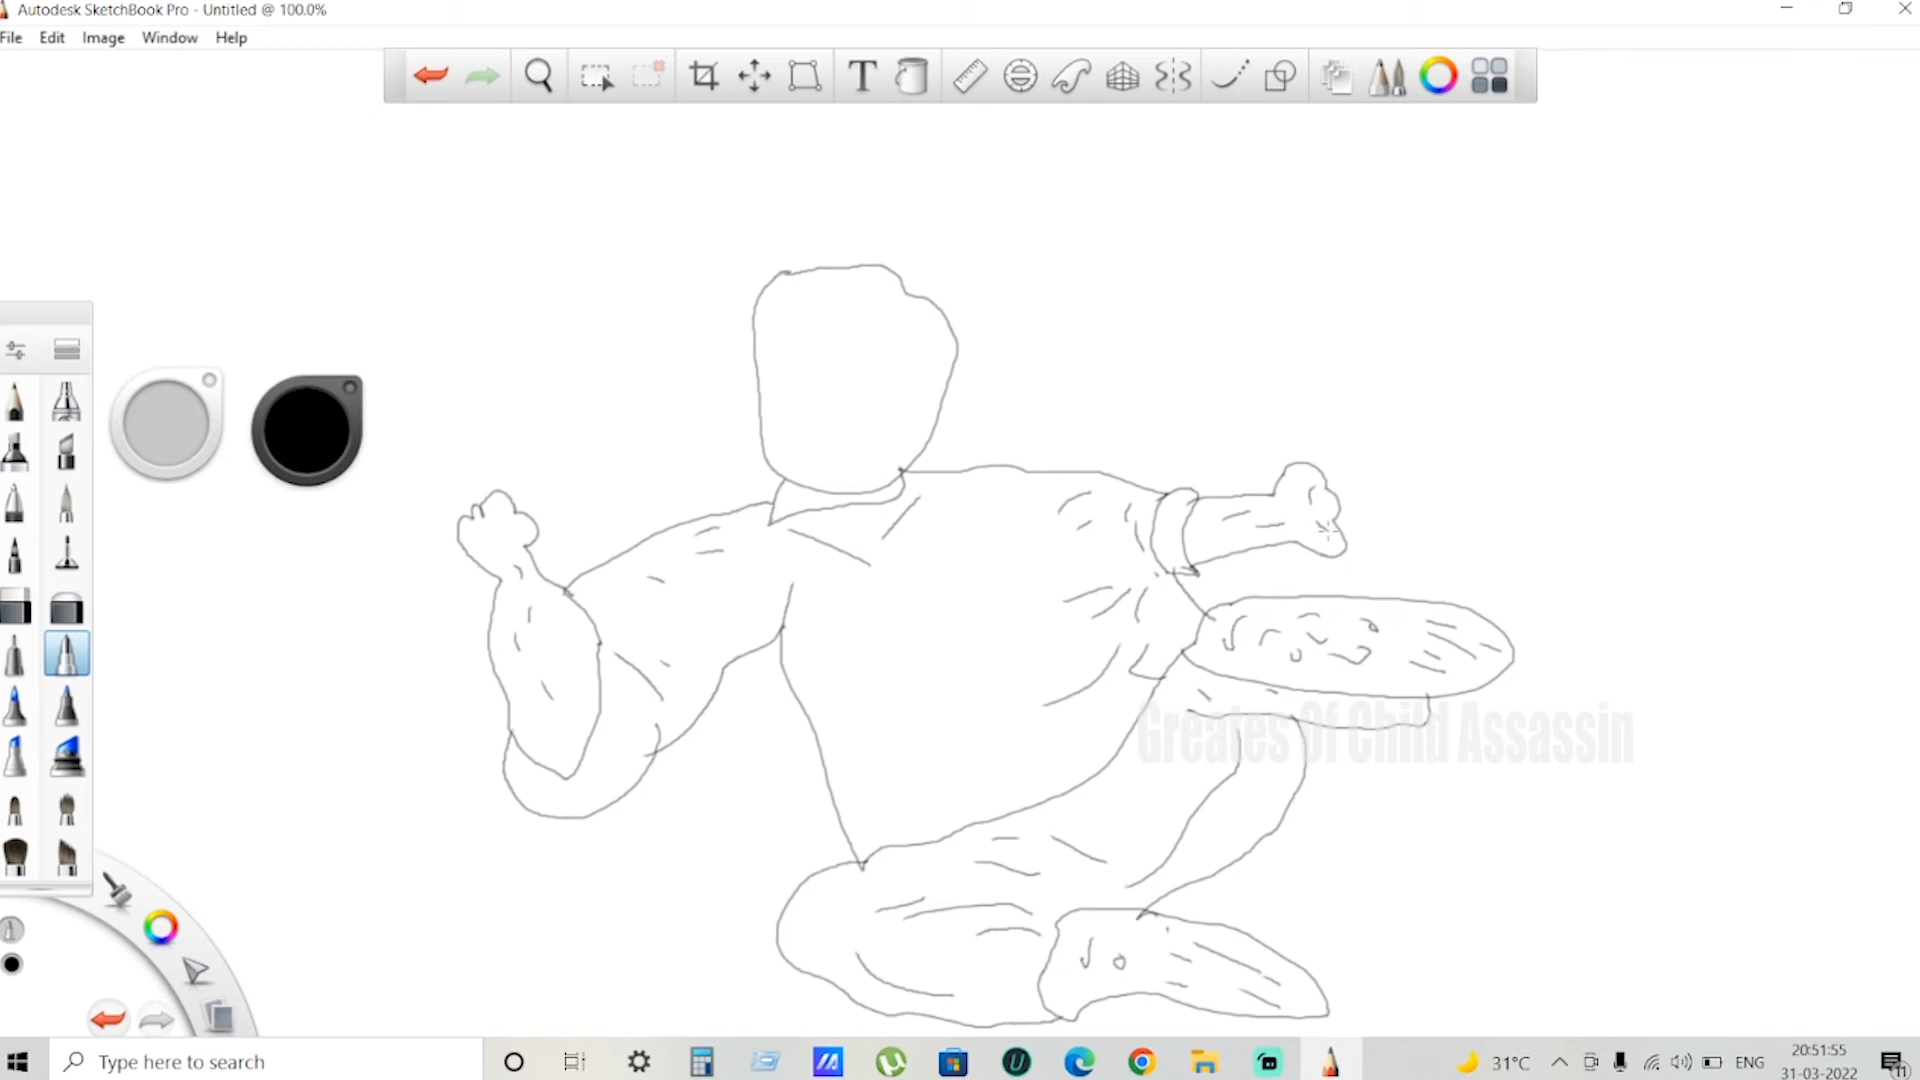 Autodesk SketchBook Pro - Untitled @ 100.0%
File Edit Image Window Help
T
Greates Of Child Assassin
Type here to search
31°C
ENG
20:51:55
31-03-2022
11